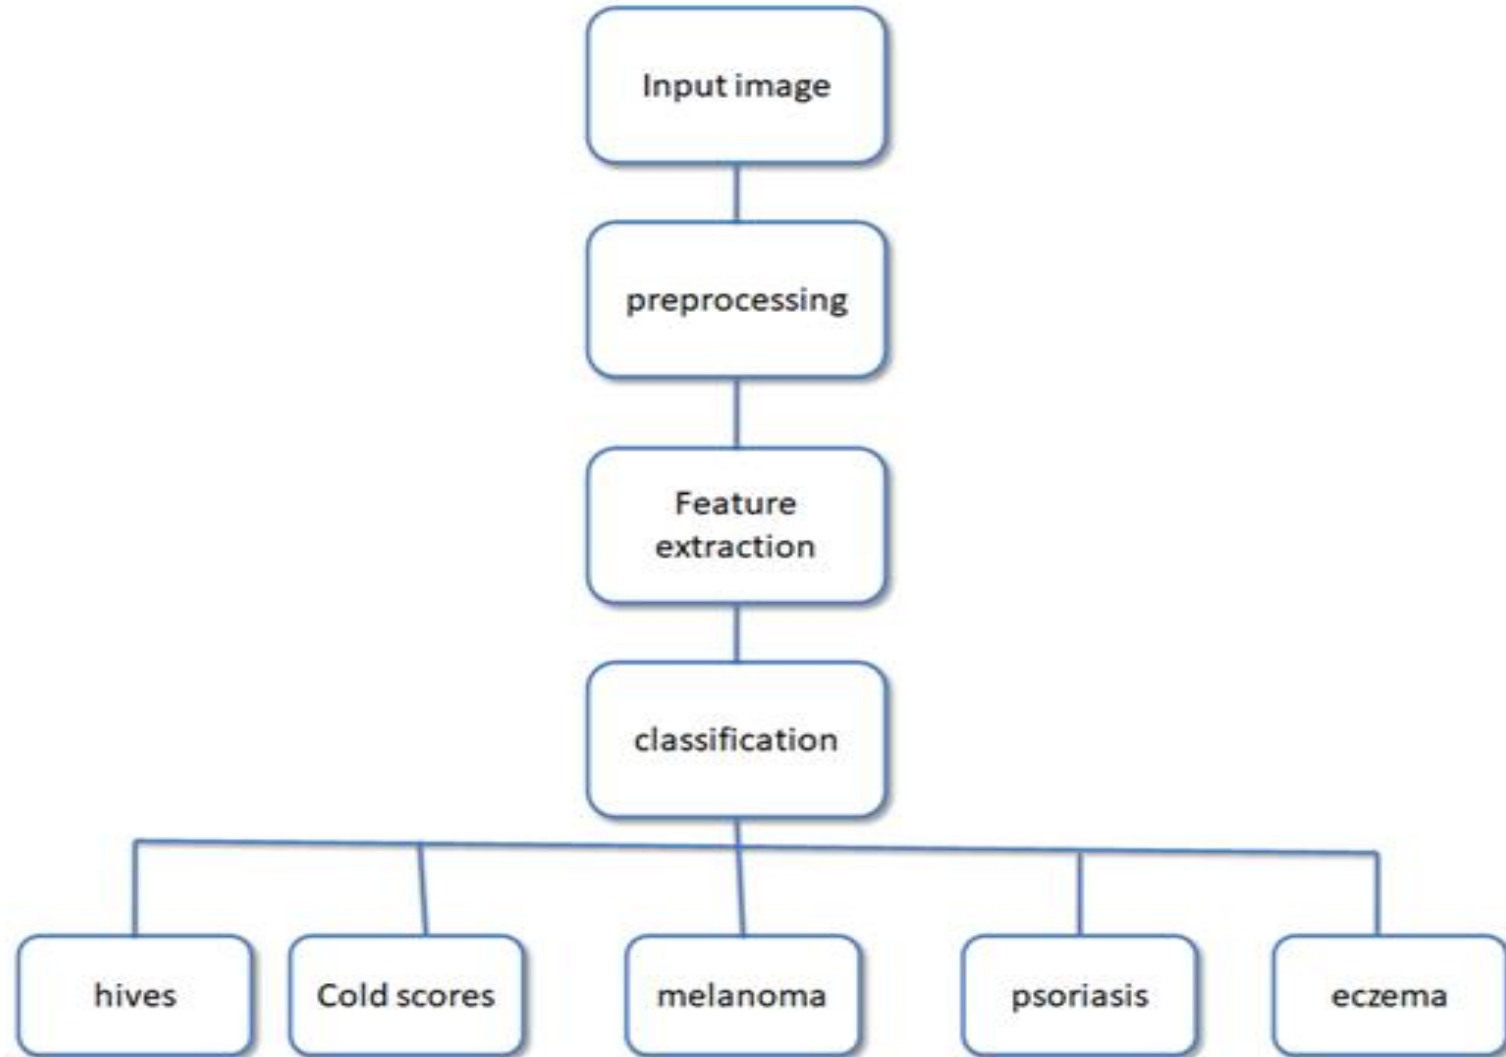 Input image
preprocessing
Feature
extraction
classification
hives
Cold scores
melanoma
psoriasis
eczema